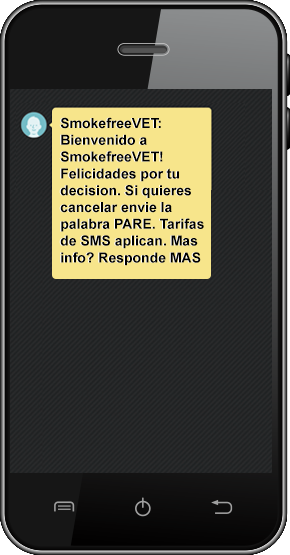 SmokefreeVET:
Bienvenido a
SmokefreeVET!
Felicidades por tu
decision. Si quieres
cancelar envie la
palabra PARE. Tarifas
de SMS aplican. Mas
info? Responde MAS